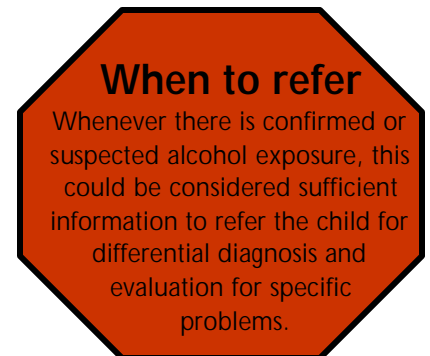 When to refer
Whenever there is confirmed or
suspected alcohol exposure, this
could be considered sufficient
information to refer the child for
differential diagnosis and
evaluation for specific
problems.